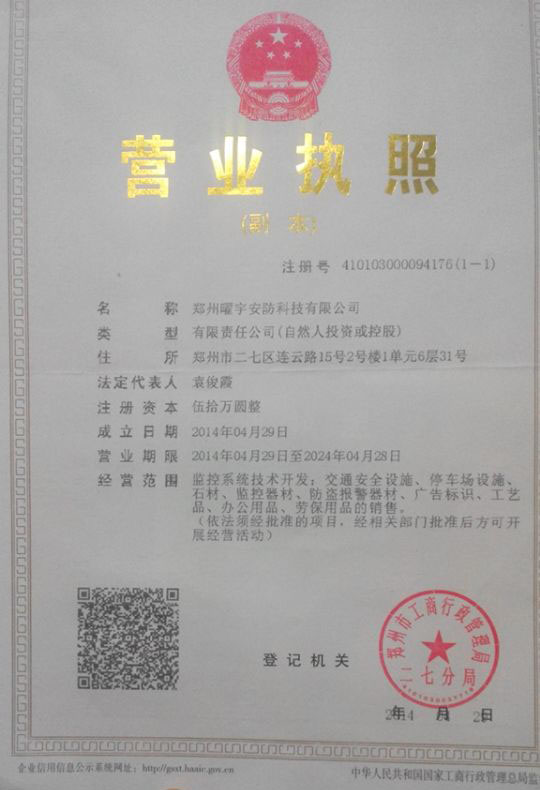 营业执照
(副 本)
注册号 410103000094176(1-1)
名称 郑州曜宇安防科技有限公司
类型 有限责任公司(自然人投资或控股)
住所 郑州市二七区连云路15号2号楼1单元6层31号
法定代表人 袁俊霞
注册资本 伍拾万圆整
成立日期 2014年04月29日
营业期限 2014年04月29日至2024年04月28日
经营范围 监控系统技术开发；交通安全设施、停车场设施、
石材、监控器材、防盗报警器材、广告标识、工艺
品、办公用品、劳保用品的销售。
(依法须经批准的项目，经相关部门批准后方可开
展经营活动)
郑州市工商行政管理局
二七分局
登记机关
2014 年 月 日
企业信用信息公示系统网址：http://gsxt.haaic.gov.cn
中华人民共和国国家工商行政管理总局监